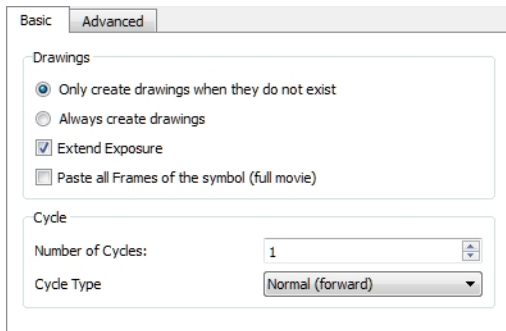 Basic Advanced
Drawings
Only create drawings when they do not exist
Always create drawings
Extend Exposure
Paste all Frames of the symbol (full movie)
Cycle
Number of Cycles: 1
Cycle Type Normal (forward)